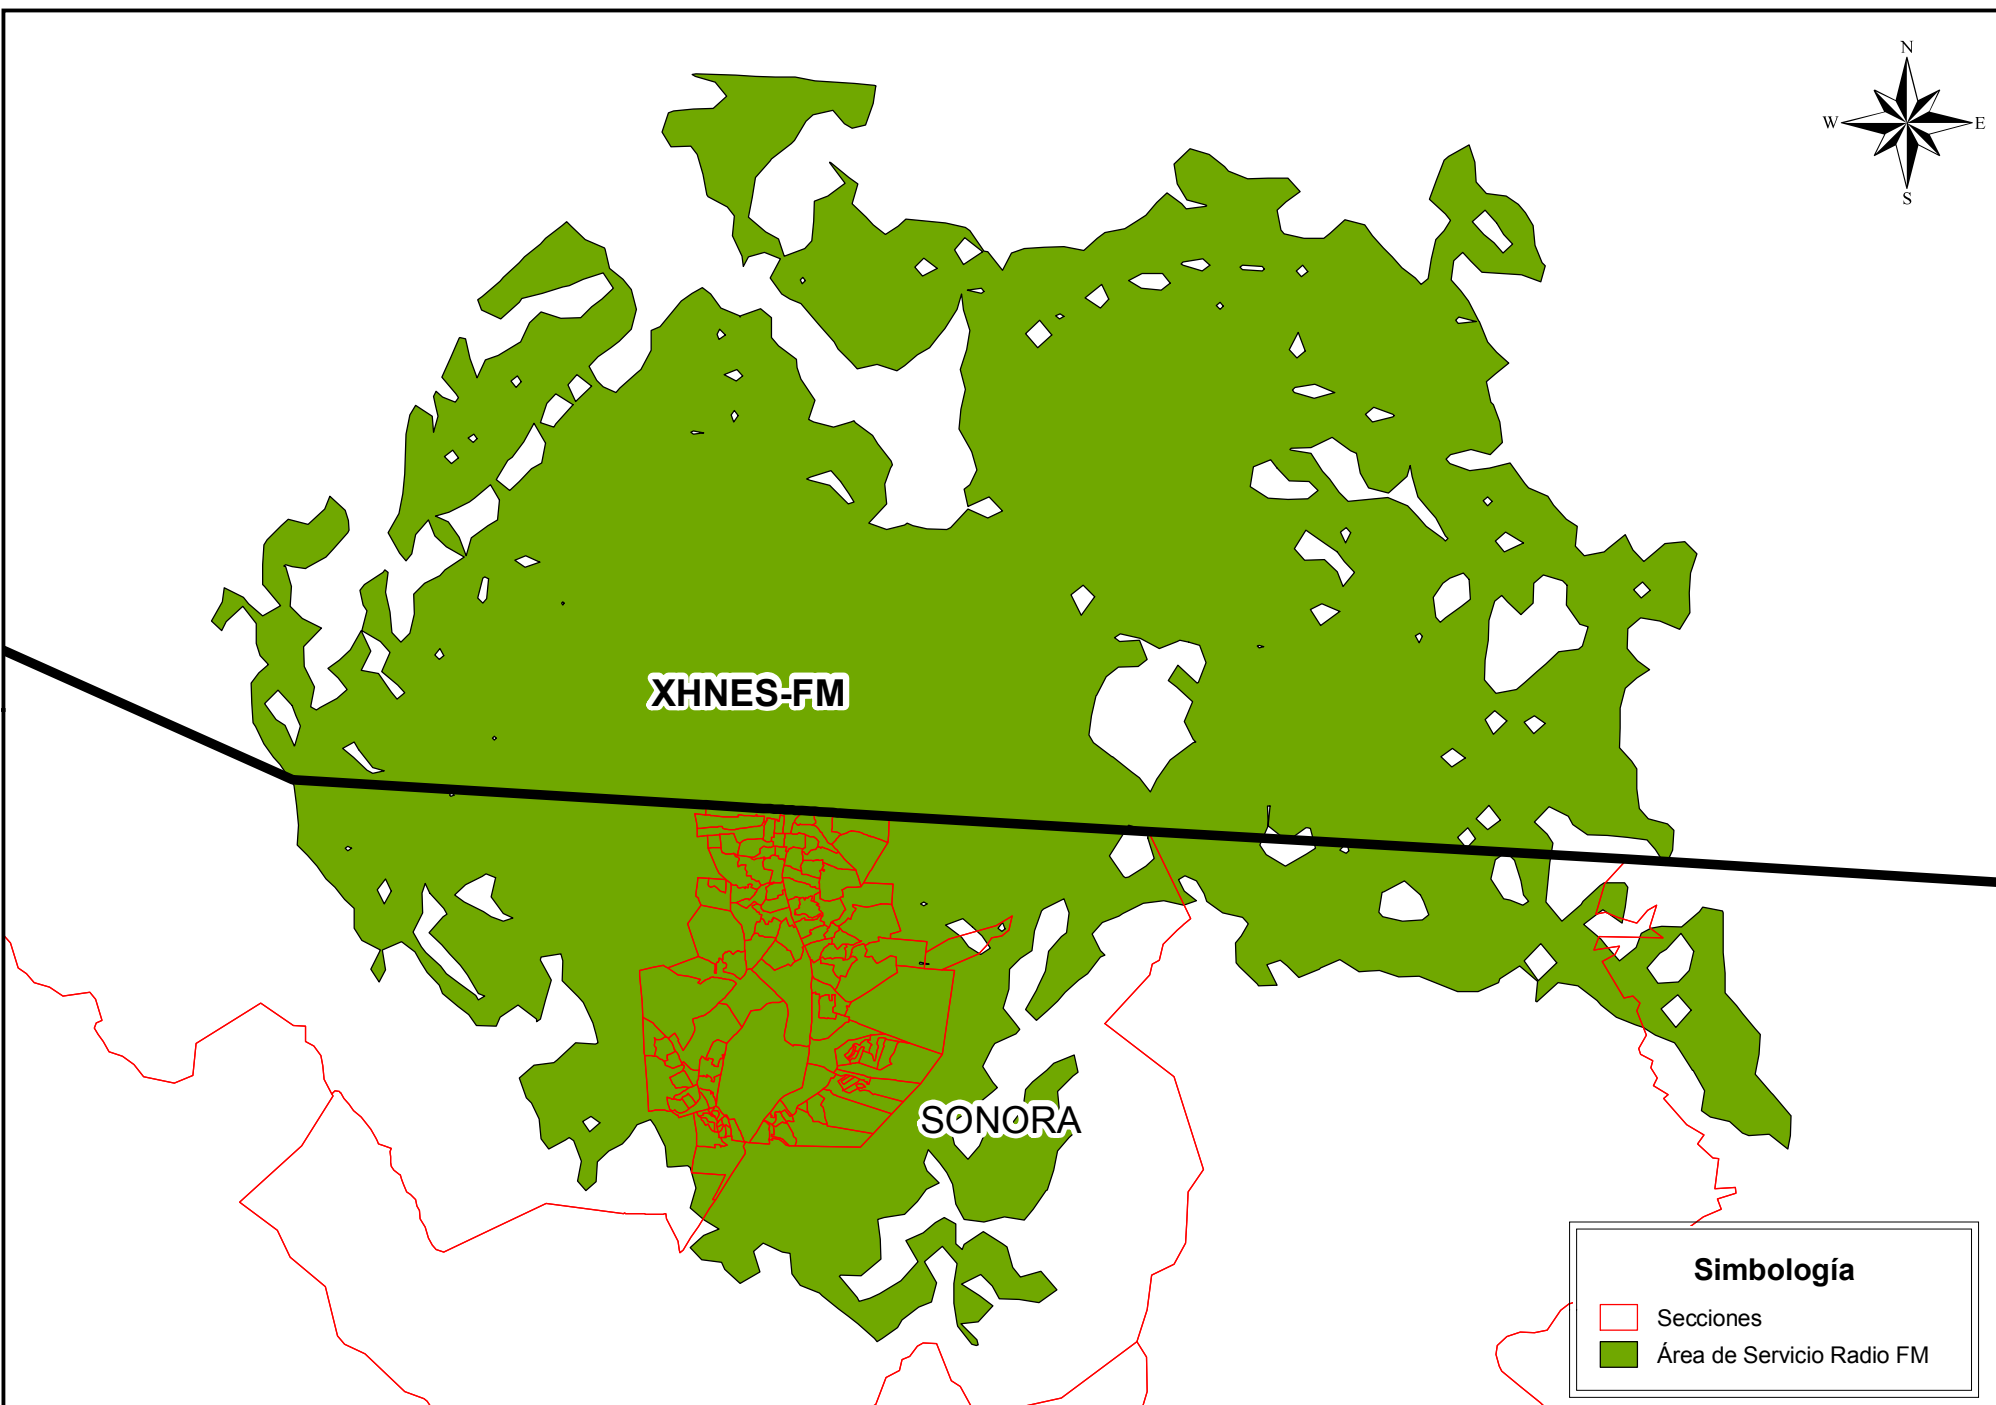 N
W E
S
XHNES-FM
SONORA
Simbología
Secciones
Área de Servicio Radio FM